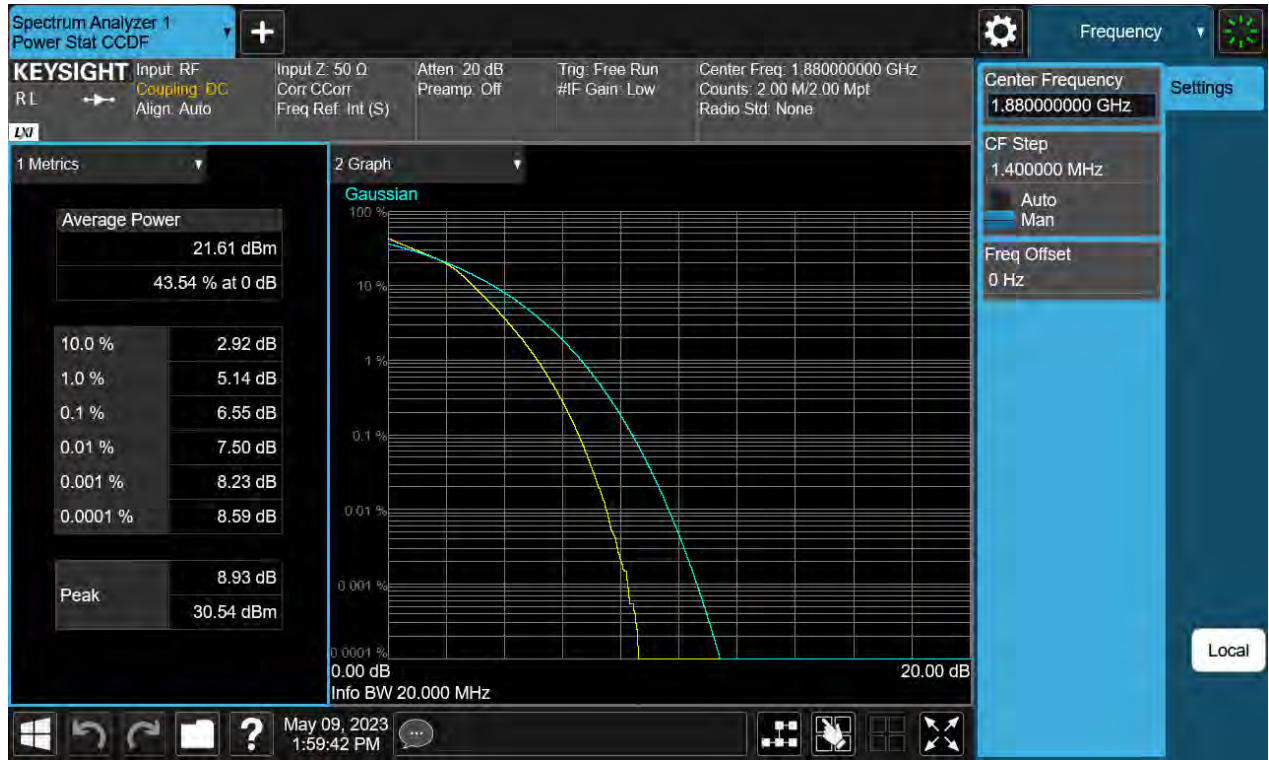 Spectrum Analyzer 1
Power Stat CCDF
Frequency
KEYSIGHT
RL
LXI
Input: RF
Coupling: DC
Align: Auto
Input Z: 50 Ω
Corr CCorr
Freq Ref: Int (S)
Atten: 20 dB
Preamp: Off
Trig: Free Run
#IF Gain: Low
Center Freq: 1.880000000 GHz
Counts: 2.00 M/2.00 Mpt
Radio Std: None
Center Frequency
1.880000000 GHz
Settings
CF Step
1.400000 MHz
Auto
Man
Freq Offset
0 Hz
Local
1 Metrics
Average Power
21.61 dBm
43.54 % at 0 dB
10.0 % 2.92 dB
1.0 % 5.14 dB
0.1 % 6.55 dB
0.01 % 7.50 dB
0.001 % 8.23 dB
0.0001 % 8.59 dB
Peak
8.93 dB
30.54 dBm
2 Graph
Gaussian
100 %
10 %
1 %
0.1 %
0.01 %
0.001 %
0.0001 %
0.00 dB 20.00 dB
Info BW 20.000 MHz
May 09, 2023
1:59:42 PM